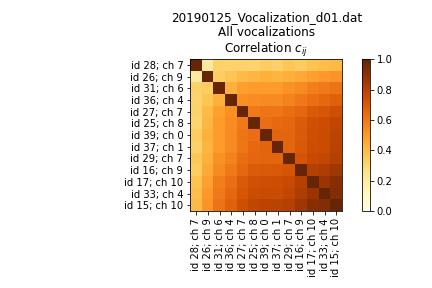 20190125_Vocalization_d01.dat
All vocalizations
Correlation c_ij
id 28; ch 7
id 26; ch 9
id 31; ch 6
id 36; ch 4
id 27; ch 7
id 25; ch 8
id 39; ch 0
id 37; ch 1
id 29; ch 7
id 16; ch 9
id 17; ch 10
id 33; ch 4
id 15; ch 10
id 28; ch 7
id 26; ch 9
id 31; ch 6
id 36; ch 4
id 27; ch 7
id 25; ch 8
id 39; ch 0
id 37; ch 1
id 29; ch 7
id 16; ch 9
id 17; ch 10
id 33; ch 4
id 15; ch 10
1.0
0.8
0.6
0.4
0.2
0.0